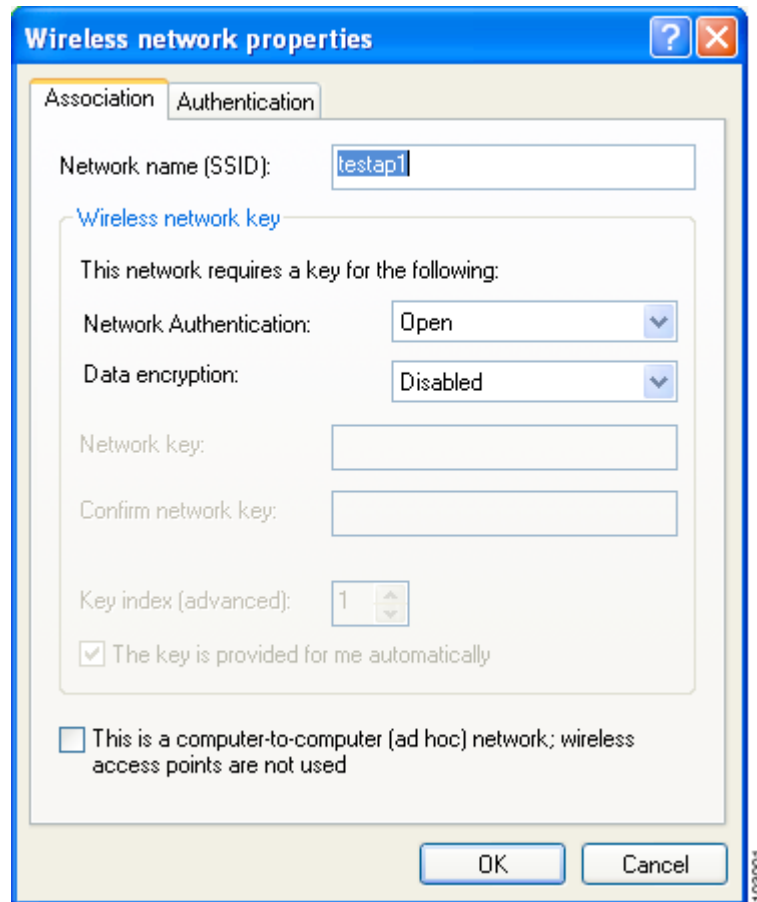 Wireless network properties
Association Authentication
Network name (SSID): testap1
Wireless network key
This network requires a key for the following:
Network Authentication: Open
Data encryption: Disabled
Network key:
Confirm network key:
Key index (advanced): 1
The key is provided for me automatically
This is a computer-to-computer (ad hoc) network; wireless
access points are not used
OK Cancel